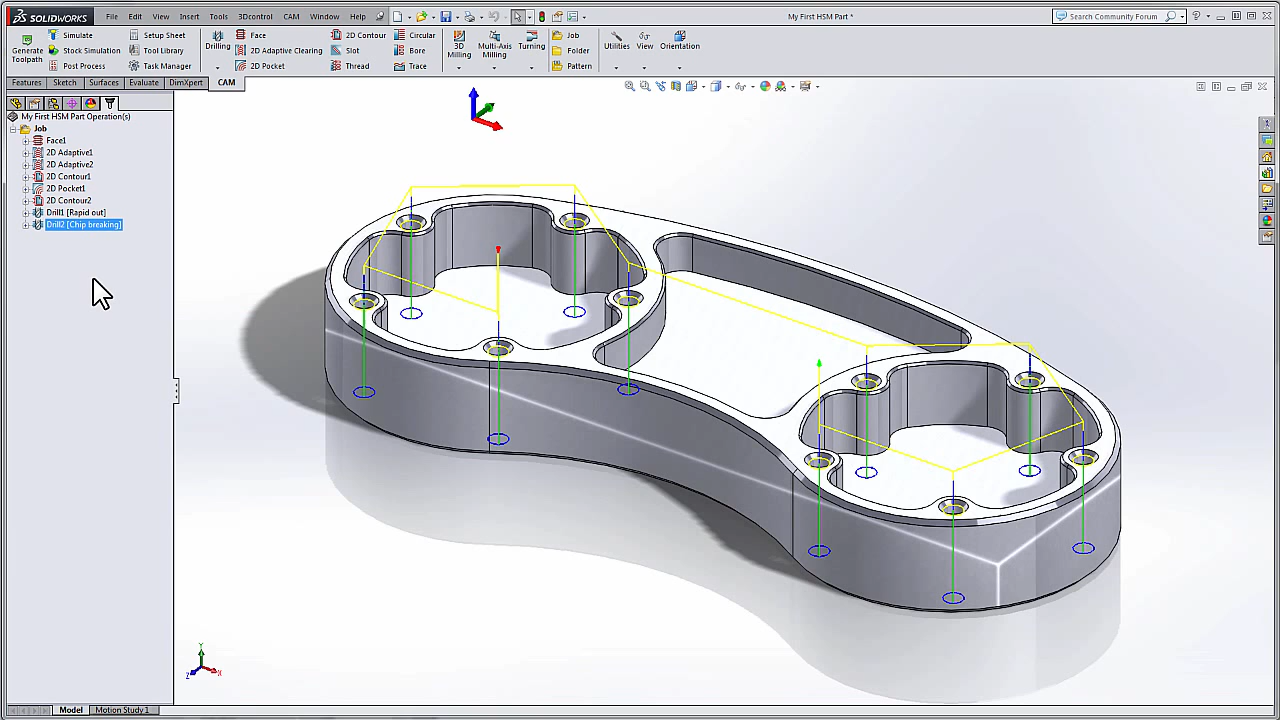 SOLIDWORKS File Edit View Insert Tools 3Dcontrol CAM Window Help My First HSM Part * Search Community Forum
Simulate Setup Sheet Face 2D Contour Circular Job
Generate Toolpath Stock Simulation Tool Library Drilling 2D Adaptive Clearing Slot Bore 3D Milling Multi-Axis Milling Turning Folder Utilities View Orientation
Post Process Task Manager 2D Pocket Thread Trace Pattern
Features Sketch Surfaces Evaluate DimXpert CAM
My First HSM Part Operation(s)
Job
Face1
2D Adaptive1
2D Adaptive2
2D Contour1
2D Pocket1
2D Contour2
Drill1 [Rapid out]
Drill2 [Chip breaking]
Y
Z X
Model Motion Study 1